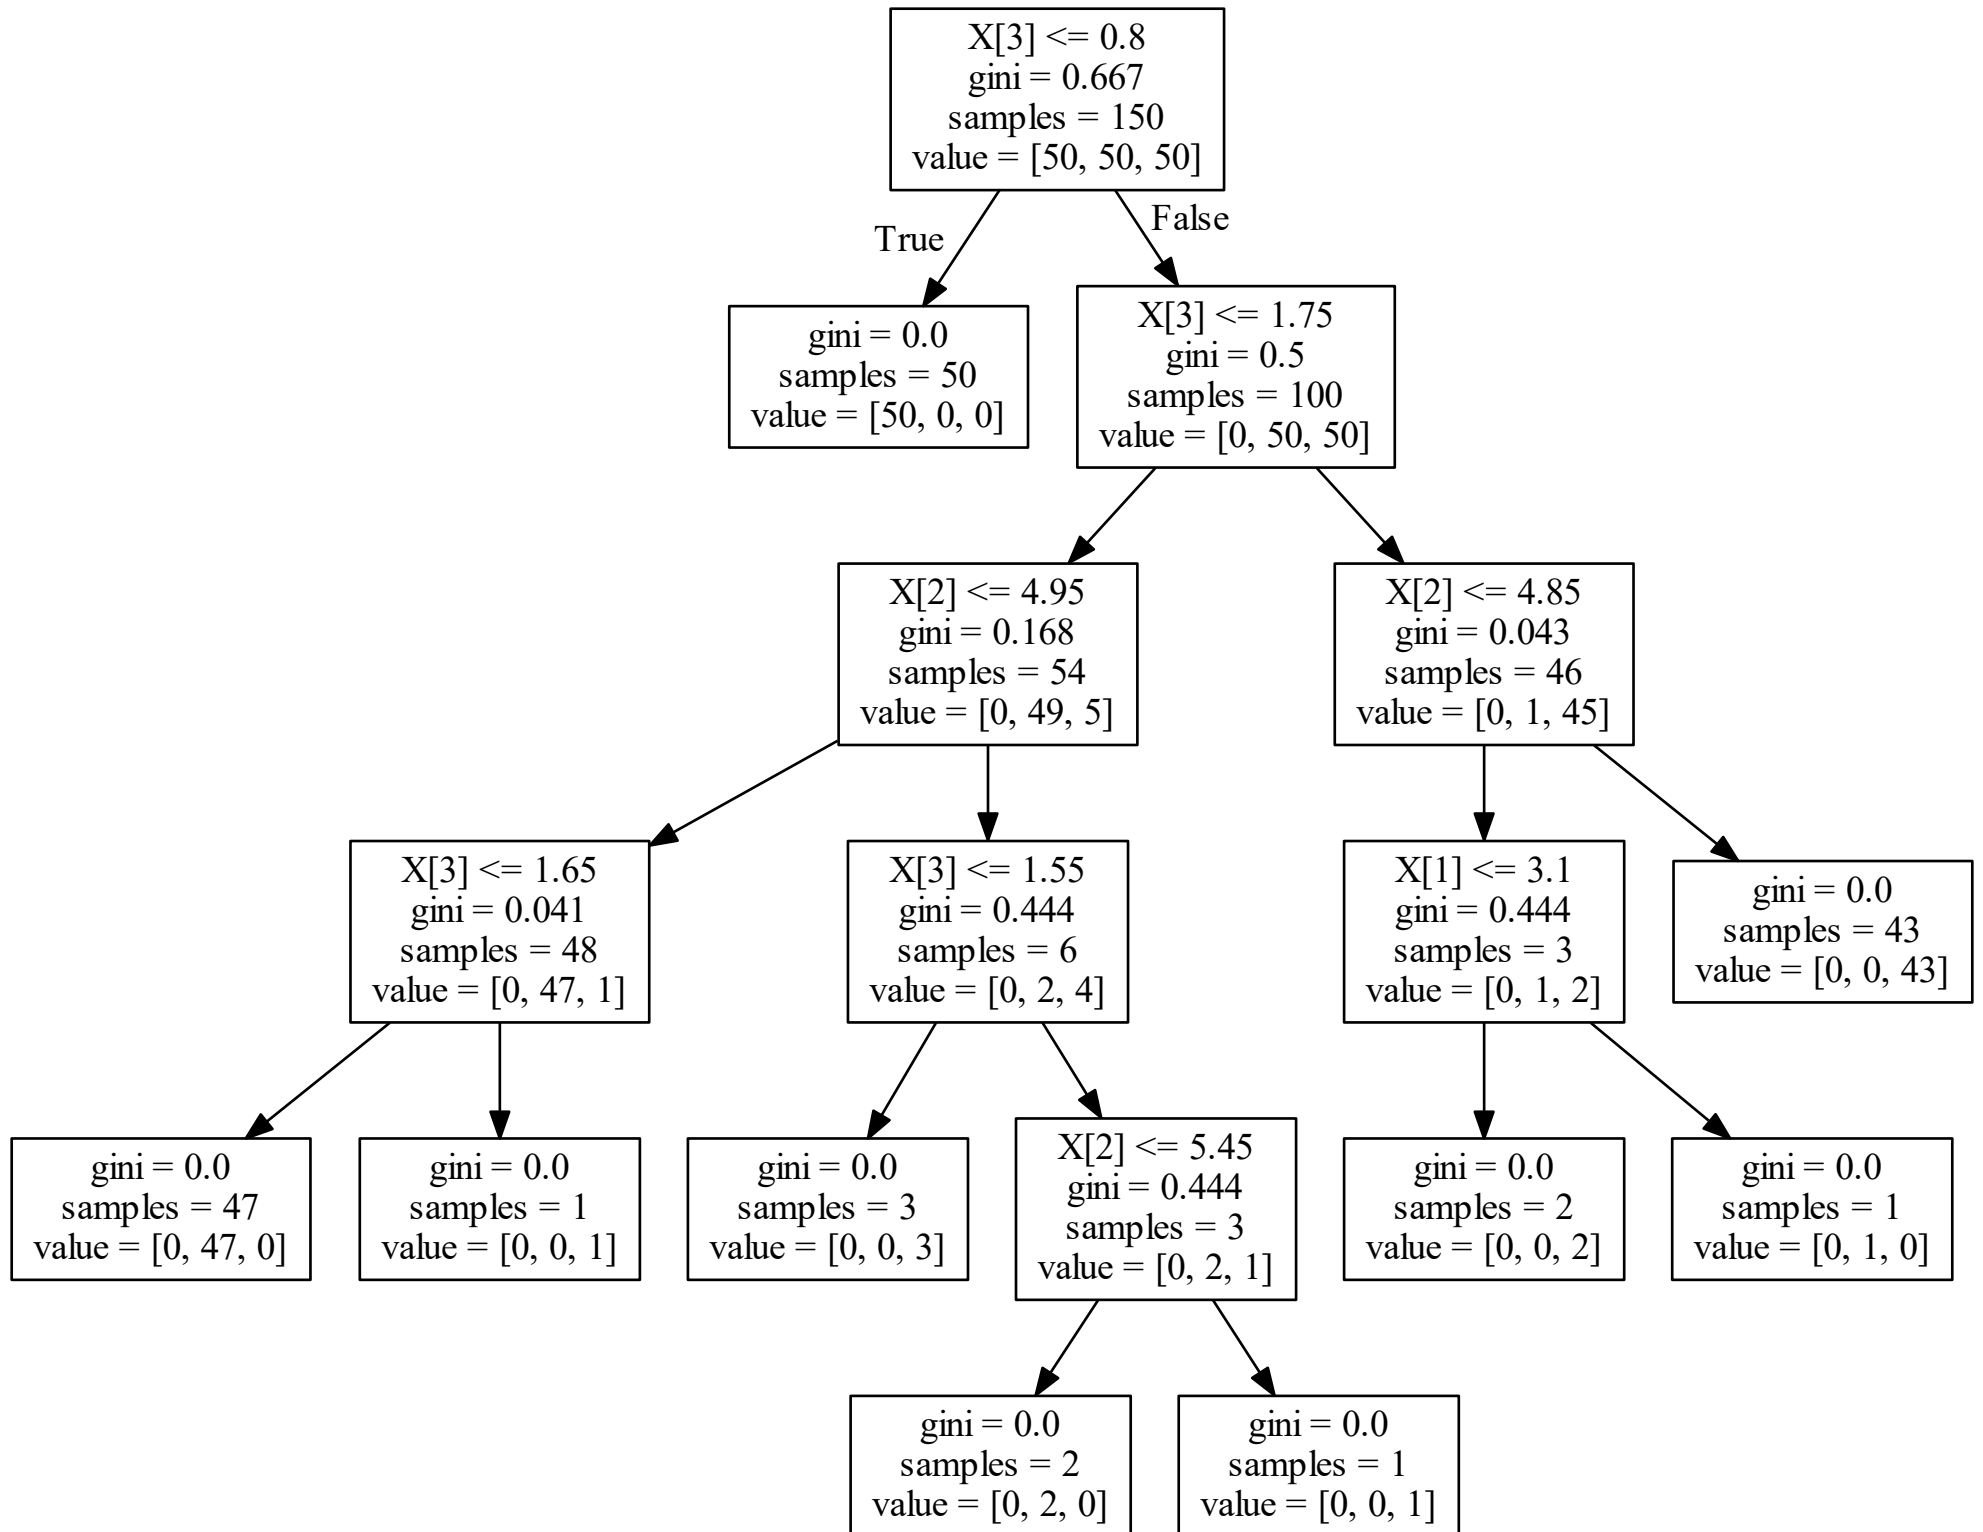 X[3] <= 0.8
gini = 0.667
samples = 150
value = [50, 50, 50]
True
False
gini = 0.0
samples = 50
value = [50, 0, 0]
X[3] <= 1.75
gini = 0.5
samples = 100
value = [0, 50, 50]
X[2] <= 4.95
gini = 0.168
samples = 54
value = [0, 49, 5]
X[2] <= 4.85
gini = 0.043
samples = 46
value = [0, 1, 45]
X[3] <= 1.65
gini = 0.041
samples = 48
value = [0, 47, 1]
X[3] <= 1.55
gini = 0.444
samples = 6
value = [0, 2, 4]
X[1] <= 3.1
gini = 0.444
samples = 3
value = [0, 1, 2]
gini = 0.0
samples = 43
value = [0, 0, 43]
gini = 0.0
samples = 47
value = [0, 47, 0]
gini = 0.0
samples = 1
value = [0, 0, 1]
gini = 0.0
samples = 3
value = [0, 0, 3]
X[2] <= 5.45
gini = 0.444
samples = 3
value = [0, 2, 1]
gini = 0.0
samples = 2
value = [0, 0, 2]
gini = 0.0
samples = 1
value = [0, 1, 0]
gini = 0.0
samples = 2
value = [0, 2, 0]
gini = 0.0
samples = 1
value = [0, 0, 1]